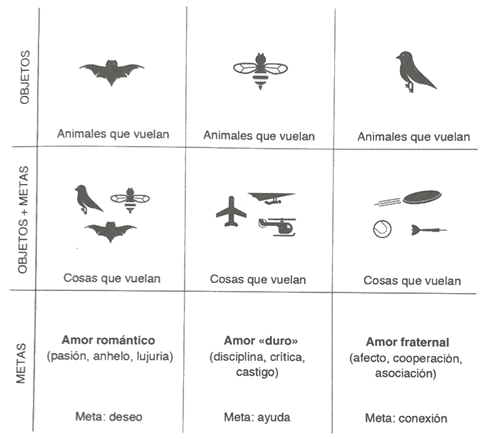 OBJETOS
Animales que vuelan
Animales que vuelan
Animales que vuelan
OBJETOS + METAS
Cosas que vuelan
Cosas que vuelan
Cosas que vuelan
METAS
Amor romántico
(pasión, anhelo, lujuria)
Meta: deseo
Amor «duro»
(disciplina, crítica,
castigo)
Meta: ayuda
Amor fraternal
(afecto, cooperación,
asociación)
Meta: conexión